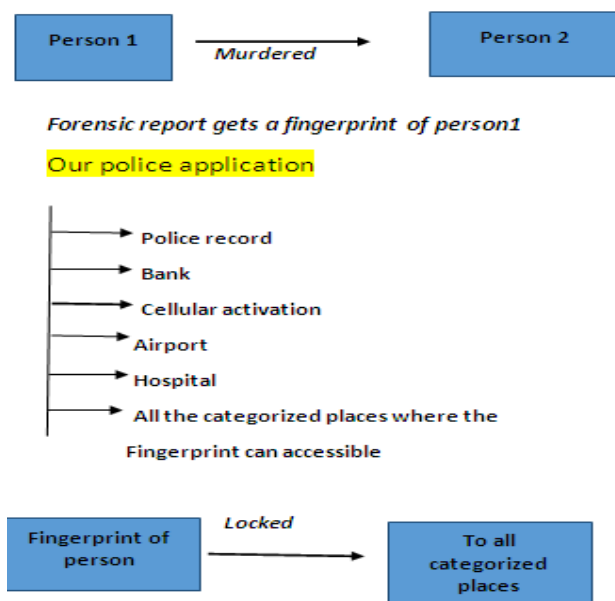 Person 1
Murdered
Person 2
Forensic report gets a fingerprint of person1
Our police application
Police record
Bank
Cellular activation
Airport
Hospital
All the categorized places where the
Fingerprint can accessible
Fingerprint of
person
Locked
To all
categorized
places